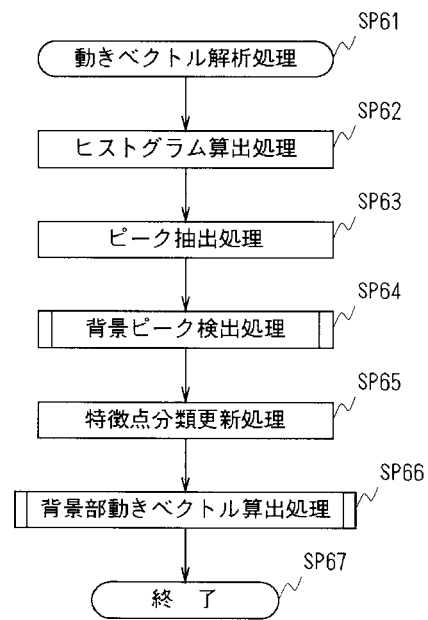 SP61
動きベクトル解析処理
SP62
ヒストグラム算出処理
SP63
ピーク抽出処理
SP64
背景ピーク検出処理
SP65
特徴点分類更新処理
SP66
背景部動きベクトル算出処理
SP67
終 了